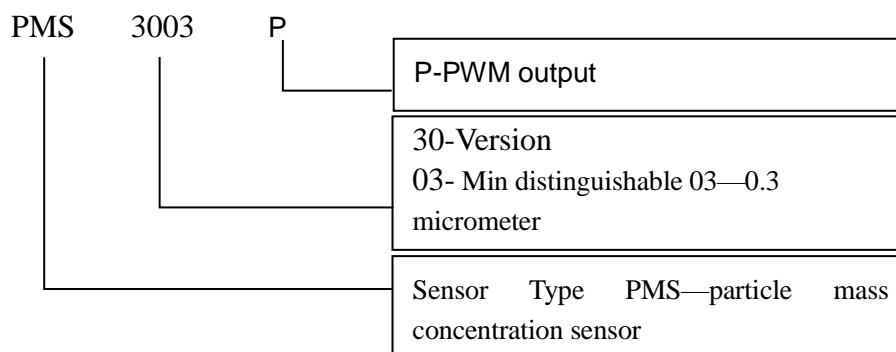 PMS 3003 P
P-PWM output
30-Version
03- Min distinguishable 03—0.3
micrometer
Sensor Type PMS—particle mass
concentration sensor